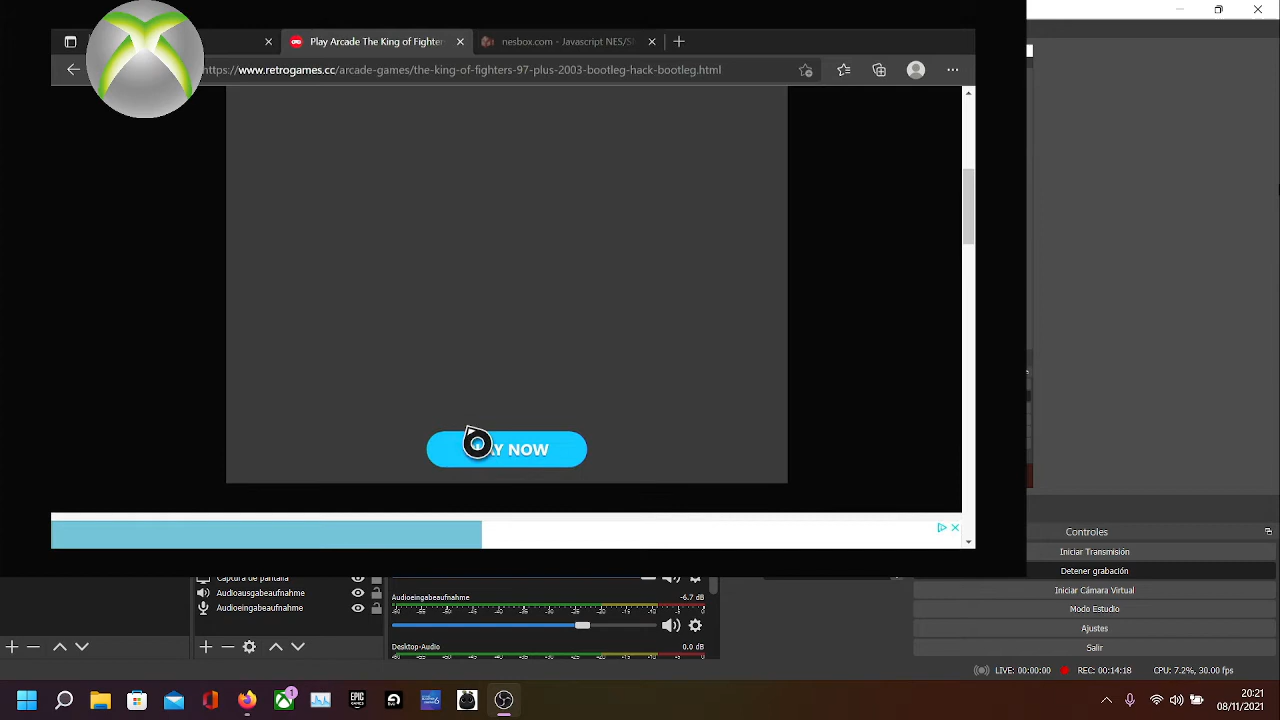 Play Arcade The King of Fighter
nesbox.com - Javascript NES/S
https://www.retrogames.cc/arcade-games/the-king-of-fighters-97-plus-2003-bootleg-hack-bootleg.html
NOW
Controles
Iniciar Transmisión
Detener grabación
Iniciar Cámara Virtual
Modo Estudio
Ajustes
Salir
Captura de pantalla
Audioausgabeaufnahme
Audioeingabeaufnahme
Audioeingabeaufnahme -6.7 dB
Desktop-Audio 0.0 dB
LIVE: 00:00:00 REC: 00:14:18 CPU: 7.2%, 30.00 fps
EPIC GAMES
1
20:21
08/11/2021